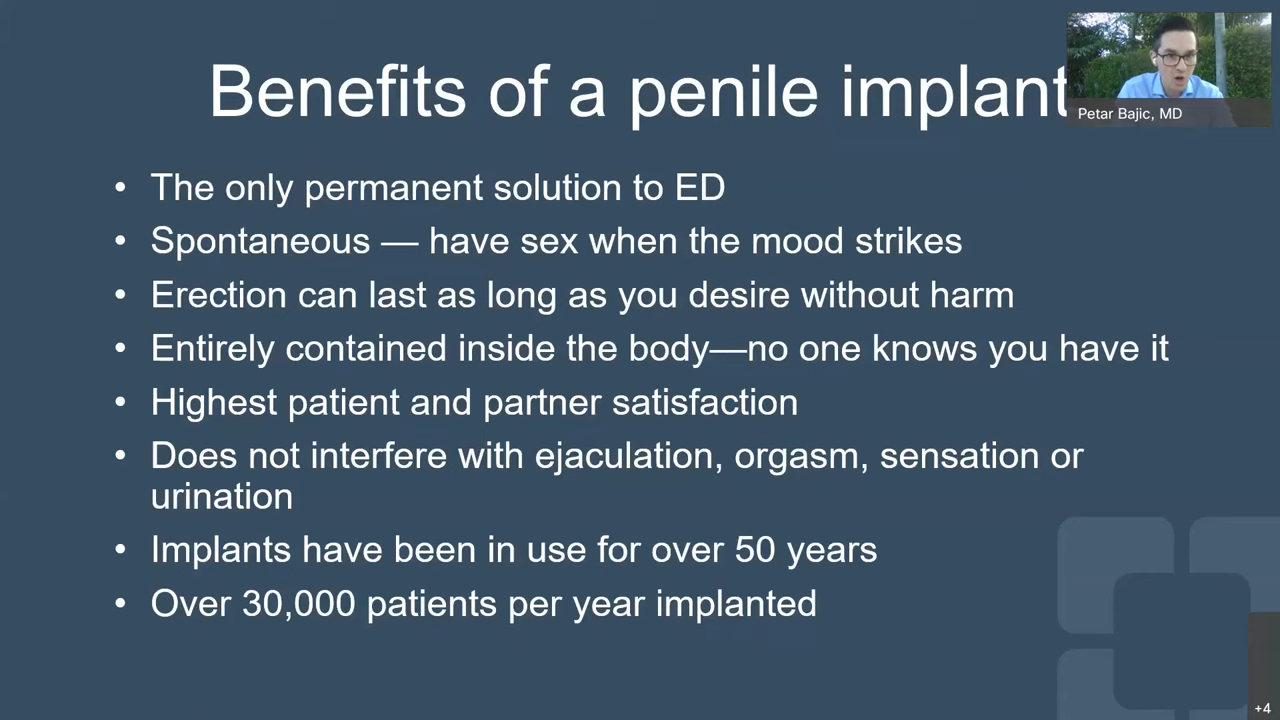 Benefits of a penile implant
Petar Bajic, MD
• The only permanent solution to ED
• Spontaneous — have sex when the mood strikes
• Erection can last as long as you desire without harm
• Entirely contained inside the body—no one knows you have it
• Highest patient and partner satisfaction
• Does not interfere with ejaculation, orgasm, sensation or
urination
• Implants have been in use for over 50 years
• Over 30,000 patients per year implanted
+4